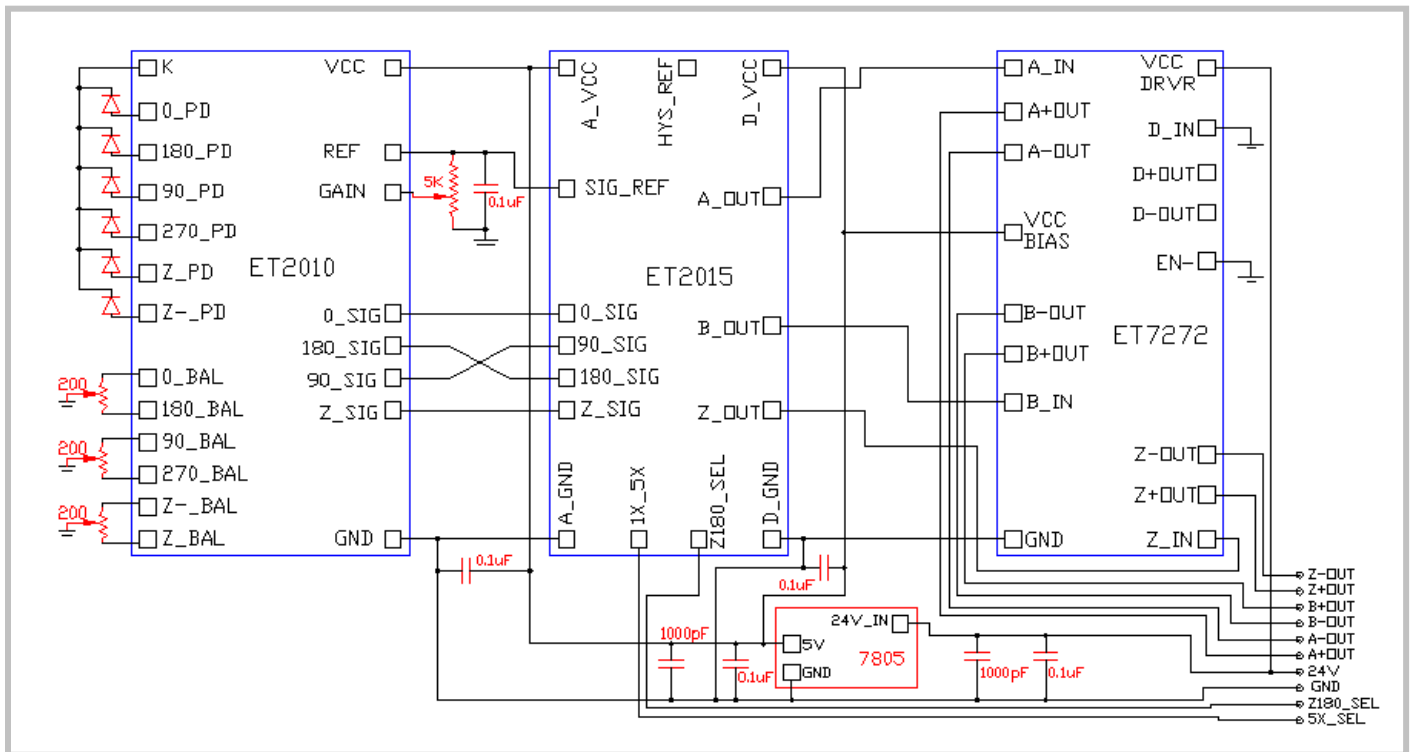 K
0_PD
180_PD
90_PD
270_PD
Z_PD
Z-_PD
0_BAL
180_BAL
90_BAL
270_BAL
Z-_BAL
Z_BAL
200
200
200
ET2010
VCC
REF
GAIN
0_SIG
180_SIG
90_SIG
Z_SIG
GND
5K
0.1uF
0.1uF
A_VCC
HYS_REF
D_VCC
SIG_REF
A_OUT
ET2015
0_SIG
90_SIG
180_SIG
Z_SIG
B_OUT
Z_OUT
A_GND
1X_5X
Z180_SEL
D_GND
0.1uF
1000pF
0.1uF
24V_IN
5V
7805
GND
1000pF
0.1uF
A_IN
A+OUT
A-OUT
VCC
BIAS
B-OUT
B+OUT
B_IN
GND
VCC
DRVR
D_IN
D+OUT
D-OUT
EN-
ET7272
Z-OUT
Z+OUT
Z_IN
Z-OUT
Z+OUT
B+OUT
B-OUT
A-OUT
A+OUT
24V
GND
Z180_SEL
5X_SEL